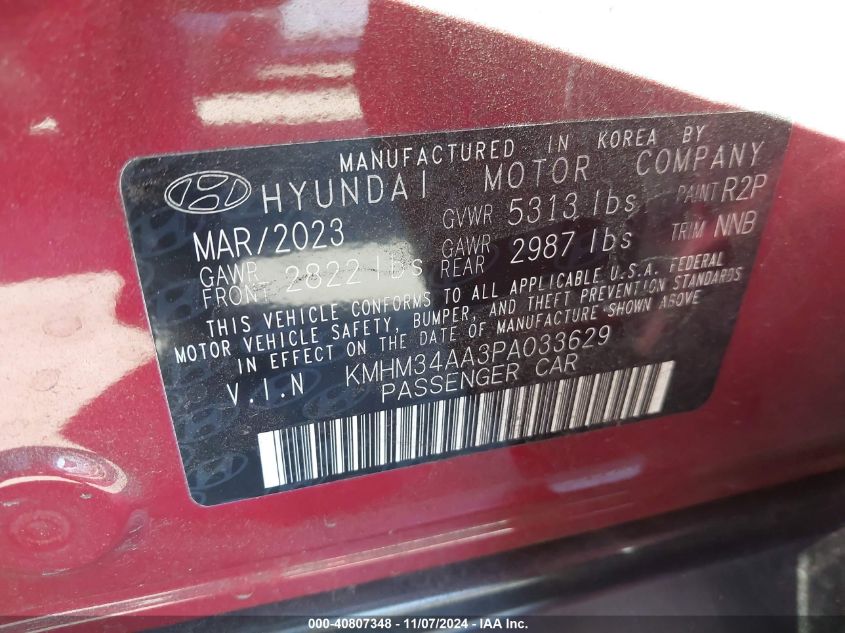 MANUFACTURED IN KOREA BY
HYUNDAI MOTOR COMPANY
MAR/2023 GVWR 5313 lbs PAINT R2P
GAWR FRONT 2822 lbs GAWR REAR 2987 lbs TRIM NNB
THIS VEHICLE CONFORMS TO ALL APPLICABLE U.S.A. FEDERAL
MOTOR VEHICLE SAFETY, BUMPER, AND THEFT PREVENTION STANDARDS
IN EFFECT ON THE DATE OF MANUFACTURE SHOWN ABOVE
V.I.N KMHM34AA3PA033629
PASSENGER CAR
000-40807348 - 11/07/2024 - IAA Inc.